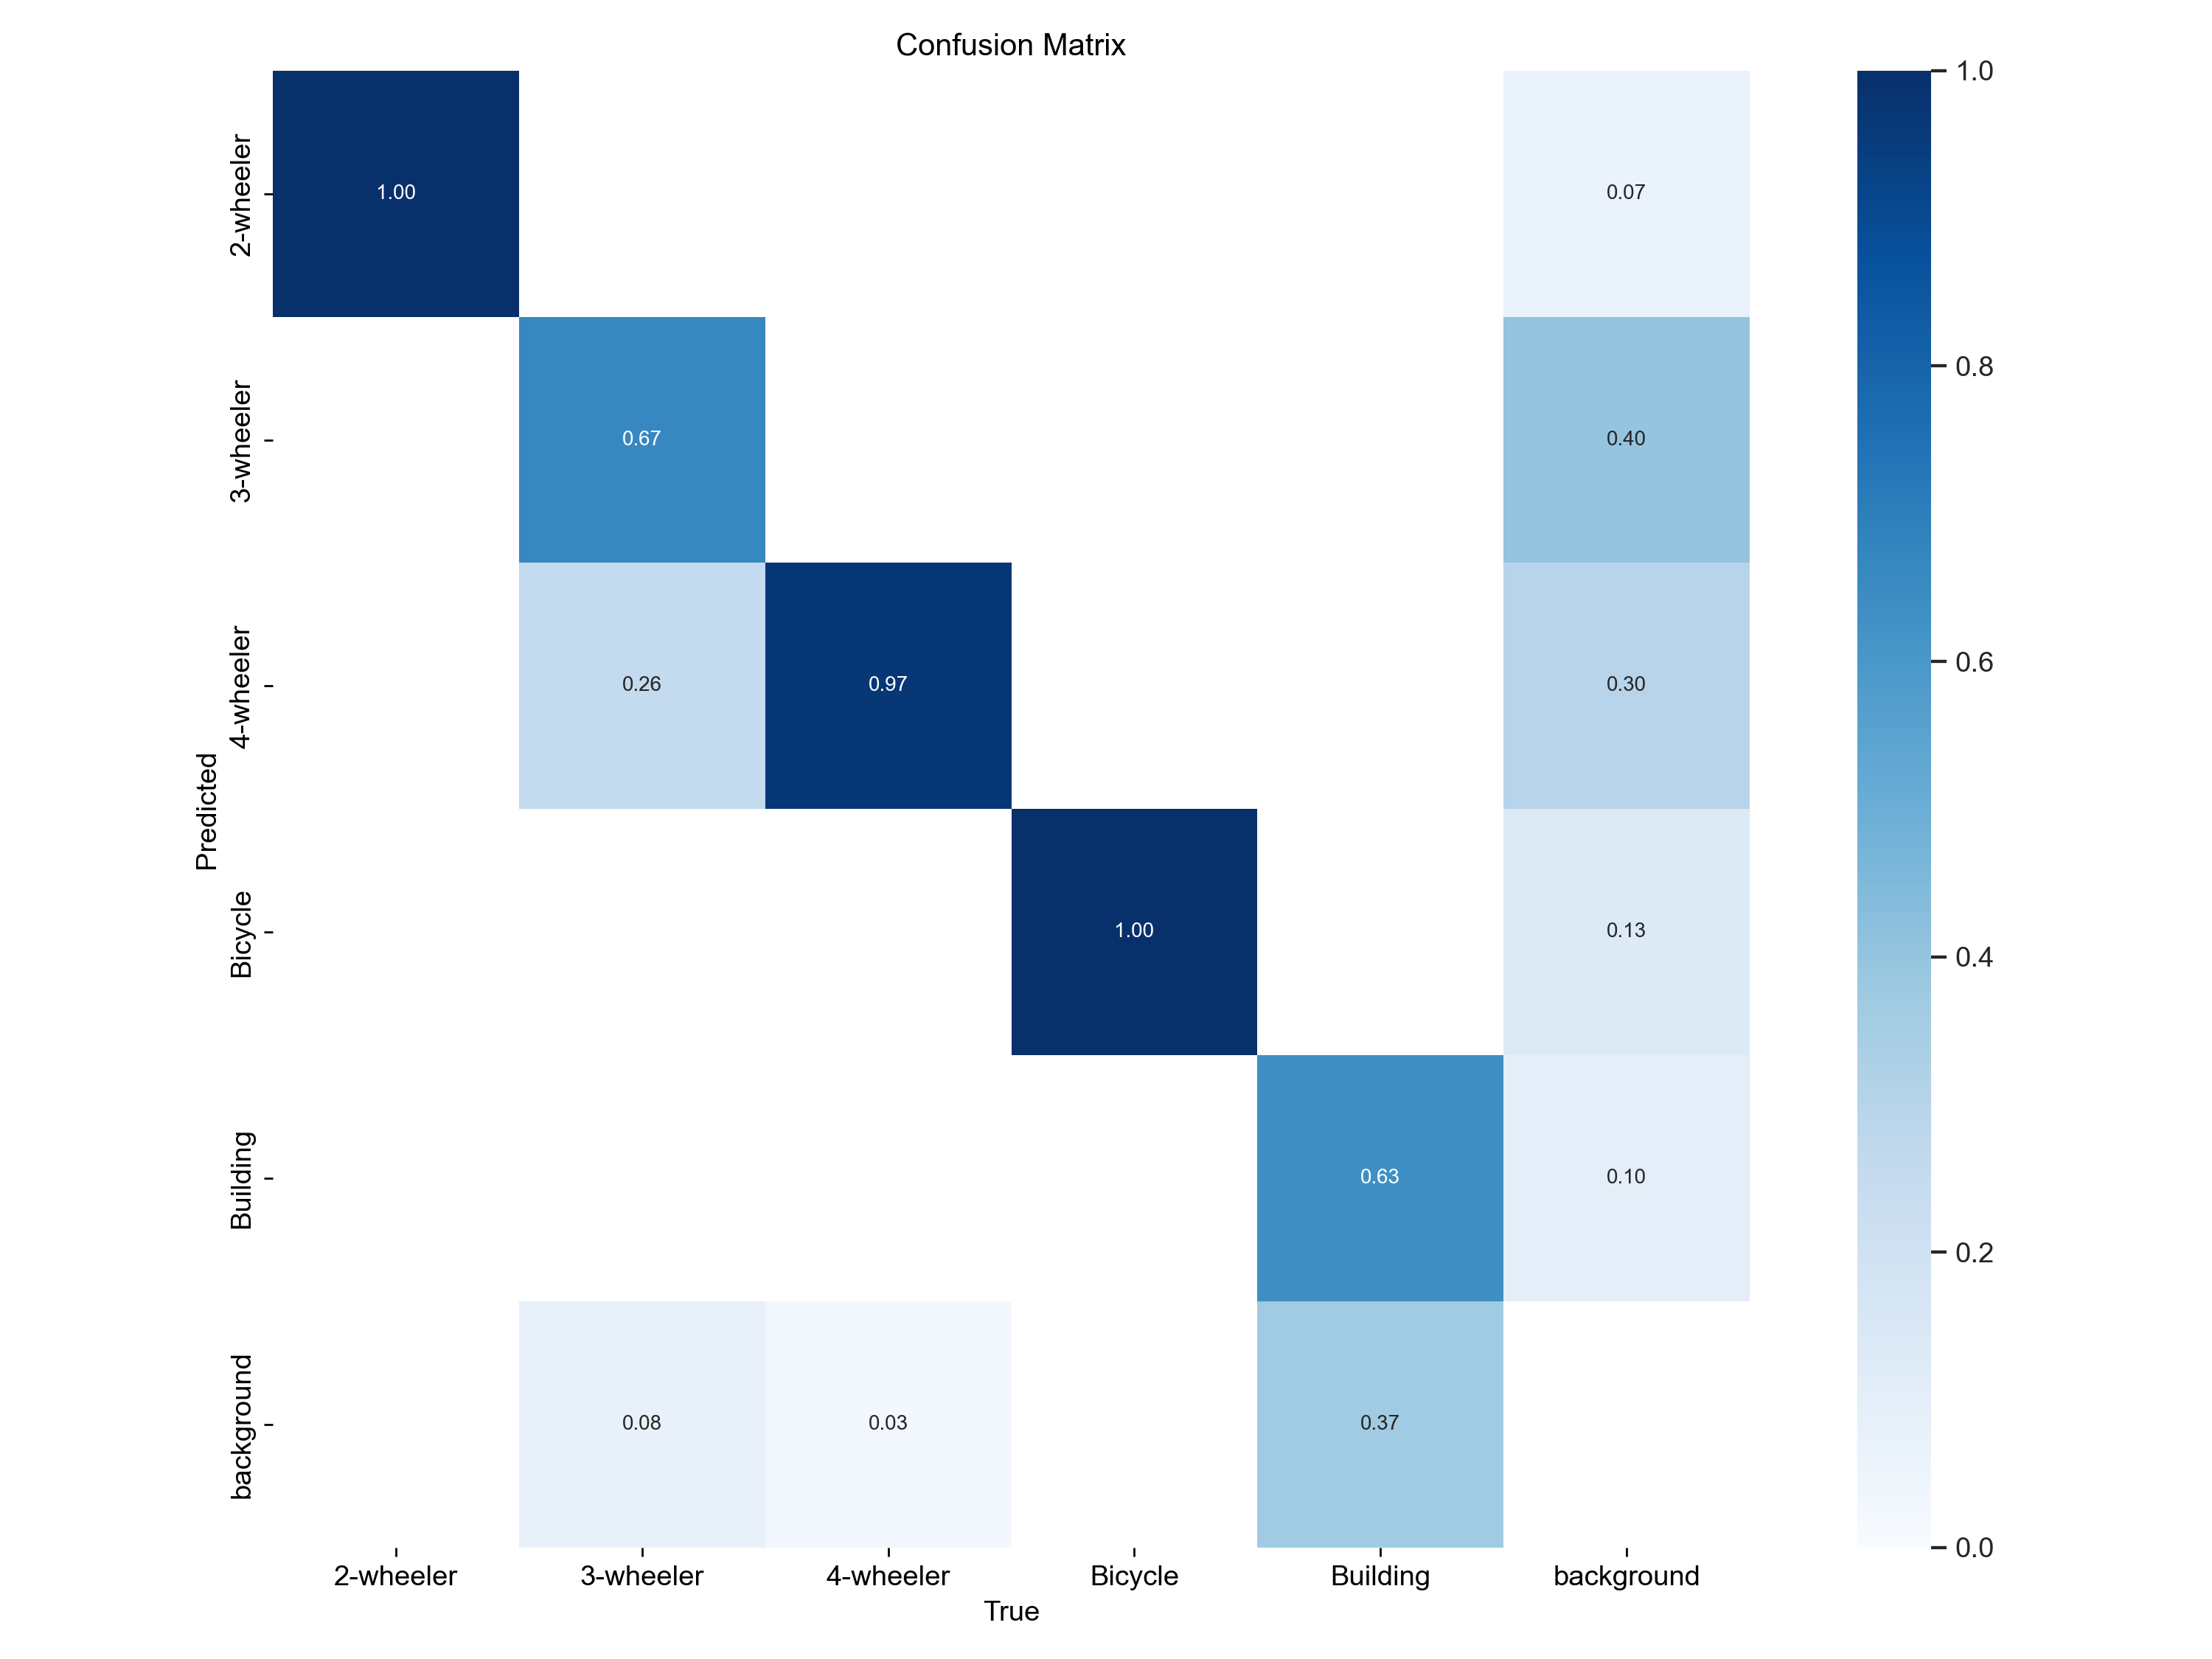 Confusion Matrix
2-wheeler
1.00
0.07
3-wheeler
0.67
0.40
4-wheeler
0.26
0.97
0.30
Bicycle
1.00
0.13
Building
0.63
0.10
background
0.08
0.03
0.37
Predicted
2-wheeler
3-wheeler
4-wheeler
Bicycle
Building
background
True
1.0
0.8
0.6
0.4
0.2
0.0